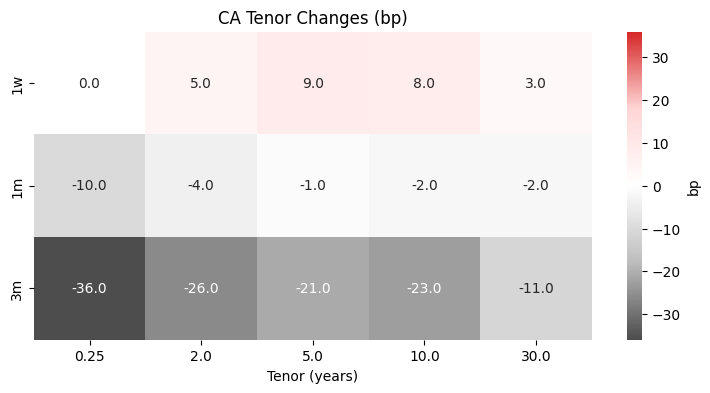 CA Tenor Changes (bp)
1w 0.0 5.0 9.0 8.0 3.0
1m -10.0 -4.0 -1.0 -2.0 -2.0
3m -36.0 -26.0 -21.0 -23.0 -11.0
0.25 2.0 5.0 10.0 30.0
Tenor (years)
30
20
10
0
−10
−20
−30
bp